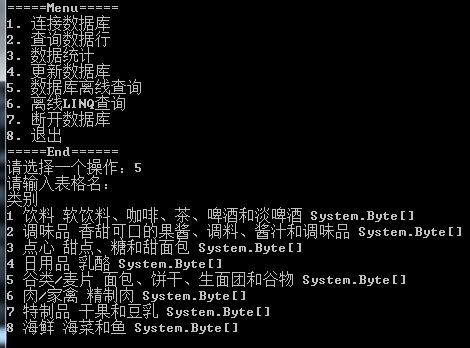 =====Menu=====
1. 连接数据库
2. 查询数据行
3. 数据统计
4. 更新数据库
5. 数据库离线查询
6. 离线LINQ查询
7. 断开数据库
8. 退出
=====End======
请选择一个操作：5
请输入表格名：
类别
1 饮料 软饮料、咖啡、茶、啤酒和淡啤酒 System.Byte[]
2 调味品 香甜可口的果酱、调料、酱汁和调味品 System.Byte[]
3 点心 甜点、糖和甜面包 System.Byte[]
4 日用品 乳酪 System.Byte[]
5 谷类/麦片 面包、饼干、生面团和谷物 System.Byte[]
6 肉/家禽 精制肉 System.Byte[]
7 特制品 干果和豆乳 System.Byte[]
8 海鲜 海菜和鱼 System.Byte[]